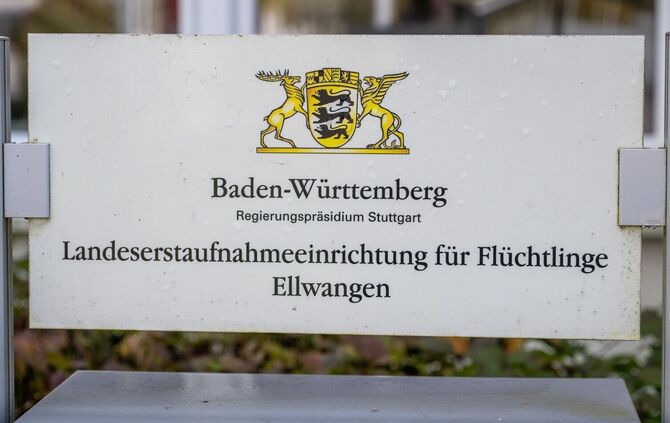 Baden-Württemberg
Regierungspräsidium Stuttgart
Landeserstaufnahmeeinrichtung für Flüchtlinge
Ellwangen